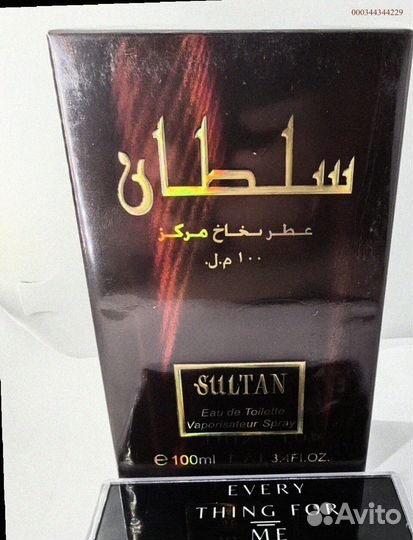 000344344229
سلطان
عطر بخاخ مركز
١٠٠ م.ل.
SULTAN
Eau de Toilette
Vaporisateur Spray
e 100ml 3.4Fl.OZ.
EVERY
THING FOR
ME
Avito